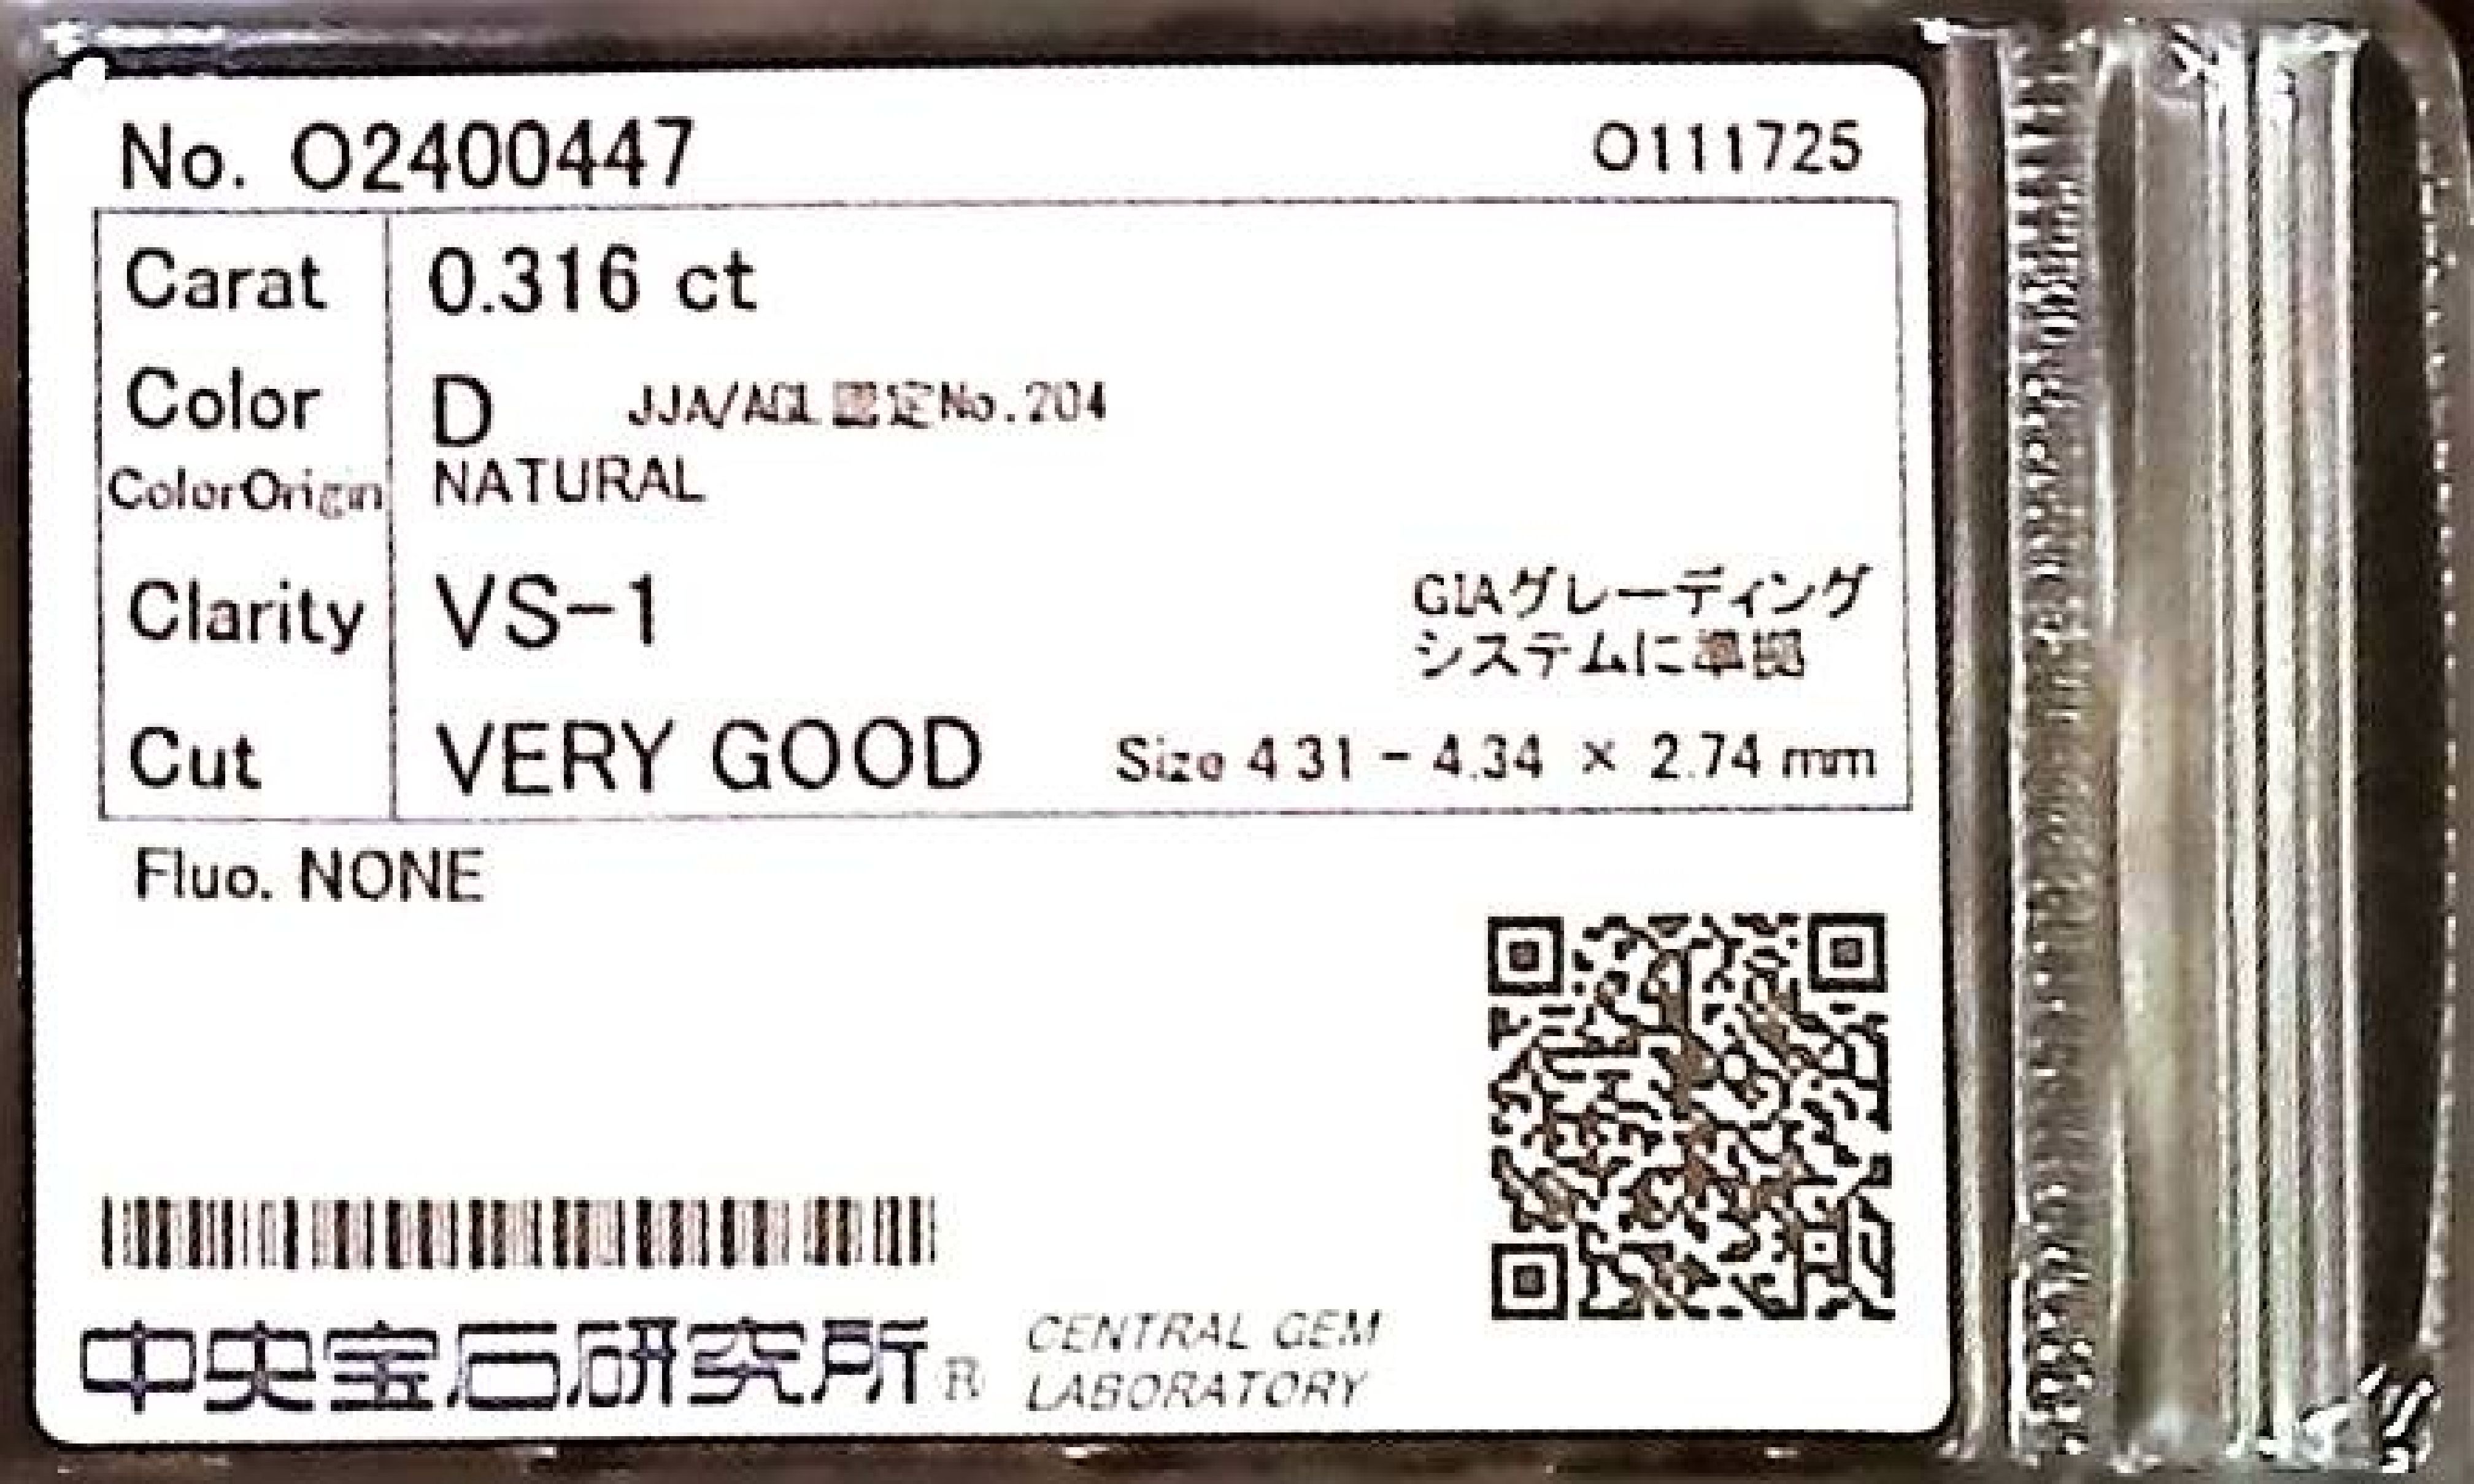 No. O2400447 O111725
Carat 0.316 ct
Color D JJA/AGL認定No.204
ColorOrigin NATURAL
Clarity VS-1
GIAグレーディング
システムに準拠
Cut VERY GOOD Size 4.31 - 4.34 × 2.74 mm
Fluo. NONE
中央宝石研究所® CENTRAL GEM
LABORATORY